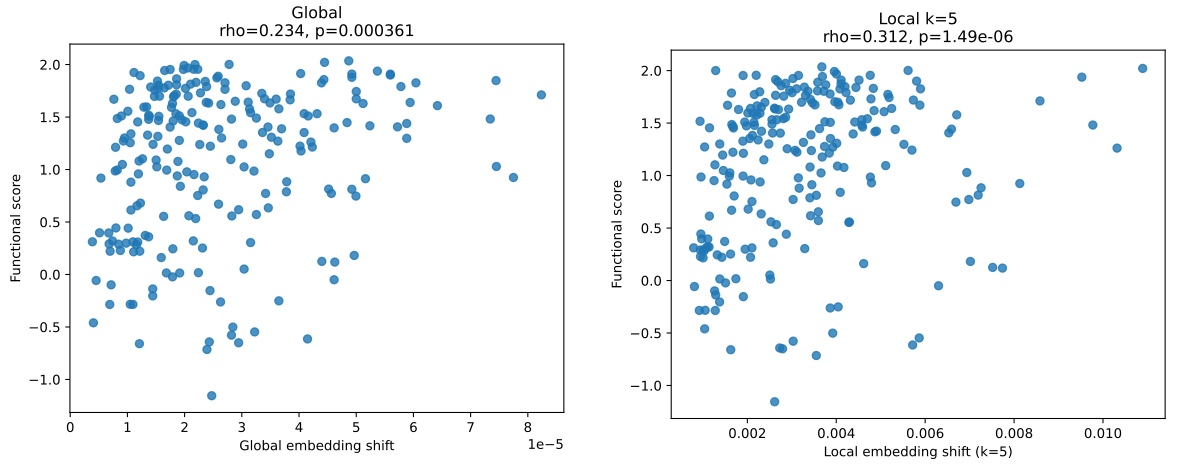 Global
rho=0.234, p=0.000361
Functional score
2.0
1.5
1.0
0.5
0.0
−0.5
−1.0
0 1 2 3 4 5 6 7 8
1e−5
Global embedding shift
Local k=5
rho=0.312, p=1.49e-06
Functional score
2.0
1.5
1.0
0.5
0.0
−0.5
−1.0
0.002 0.004 0.006 0.008 0.010
Local embedding shift (k=5)